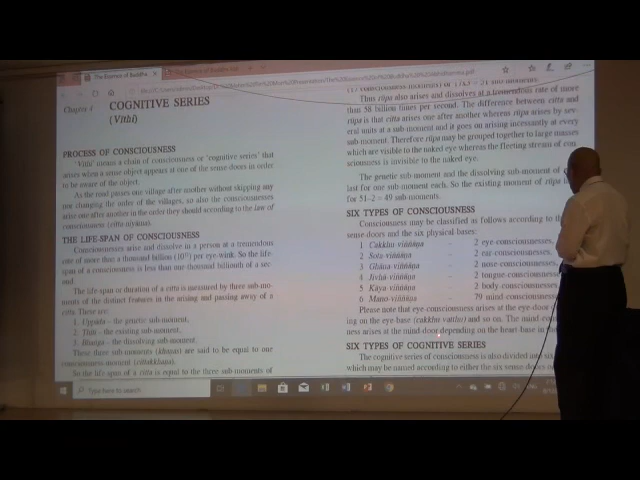 The Essence of Buddha
Chapter 4
COGNITIVE SERIES
(Vithi)
PROCESS OF CONSCIOUSNESS
Vithi means a chain of consciousness or 'cognitive series' that
arises when a sense object appears at one of the sense doors in order
to be aware of the object.
As the road passes one village after another without skipping any
nor changing the order of the villages, so also the consciousnesses
arise one after another in the order they should according to the law of
consciousness (citta niyāma).
THE LIFE-SPAN OF CONSCIOUSNESS
Consciousnesses arise and dissolve in a person at a tremendous
rate of more than a thousand billion (10¹²) per eye-wink. So the life-
span of a consciousness is less than one-thousand billionth of a sec-
ond.
The life-span or duration of a citta is measured by three sub-mo-
ments of the distinct features in the arising and passing away of a
citta. These are:
1. Uppāda - the genetic sub-moment,
2. Thiti - the existing sub-moment,
3. Bhanga - the dissolving sub-moment.
These three sub-moments (khaṇas) are said to be equal to one
consciousness moment (cittakkhana).
So the life span of a citta is equal to the three sub-moments of
Thus rūpa also arises and dissolves at a tremendous rate of more
than 58 billion times per second. The difference between citta and
rūpa is that citta arises one after another whereas rūpa arises by sev-
eral units at a sub-moment and it goes on arising incessantly at every
sub-moment. Therefore rūpa may be grouped together to large masses
which are visible to the naked eye whereas the fleeting stream of con-
sciousness is invisible to the naked eye.
The genetic sub-moment and the dissolving sub-moment of
last for one sub-moment each. So the existing moment of rūpa
for 51–2 = 49 sub-moments.
SIX TYPES OF CONSCIOUSNESS
Consciousness may be classified as follows according to the
sense doors and the six physical bases:
1 Cakkhu-viññāṇa - 2 eye-consciousnesses,
2 Sota-viññāṇa - 2 ear-consciousnesses,
3 Ghāna-viññāṇa - 2 nose-consciousnesses,
4 Jivhā-viññāṇa - 2 tongue-consciousnesses
5 Kāya-viññāṇa - 2 body-consciousnesses,
6 Mano-viññāṇa - 79 mind-consciousness
Please note that eye consciousness arises at the eye-door
ing on the eye-base (cakkhu vatthu) and so on. The mind-con
ness arises at the mind-door depending on the heart base in
SIX TYPES OF COGNITIVE SERIES
The cognitive series of consciousness is also divided into six
which may be named according to either the six sense doors
Type here to search